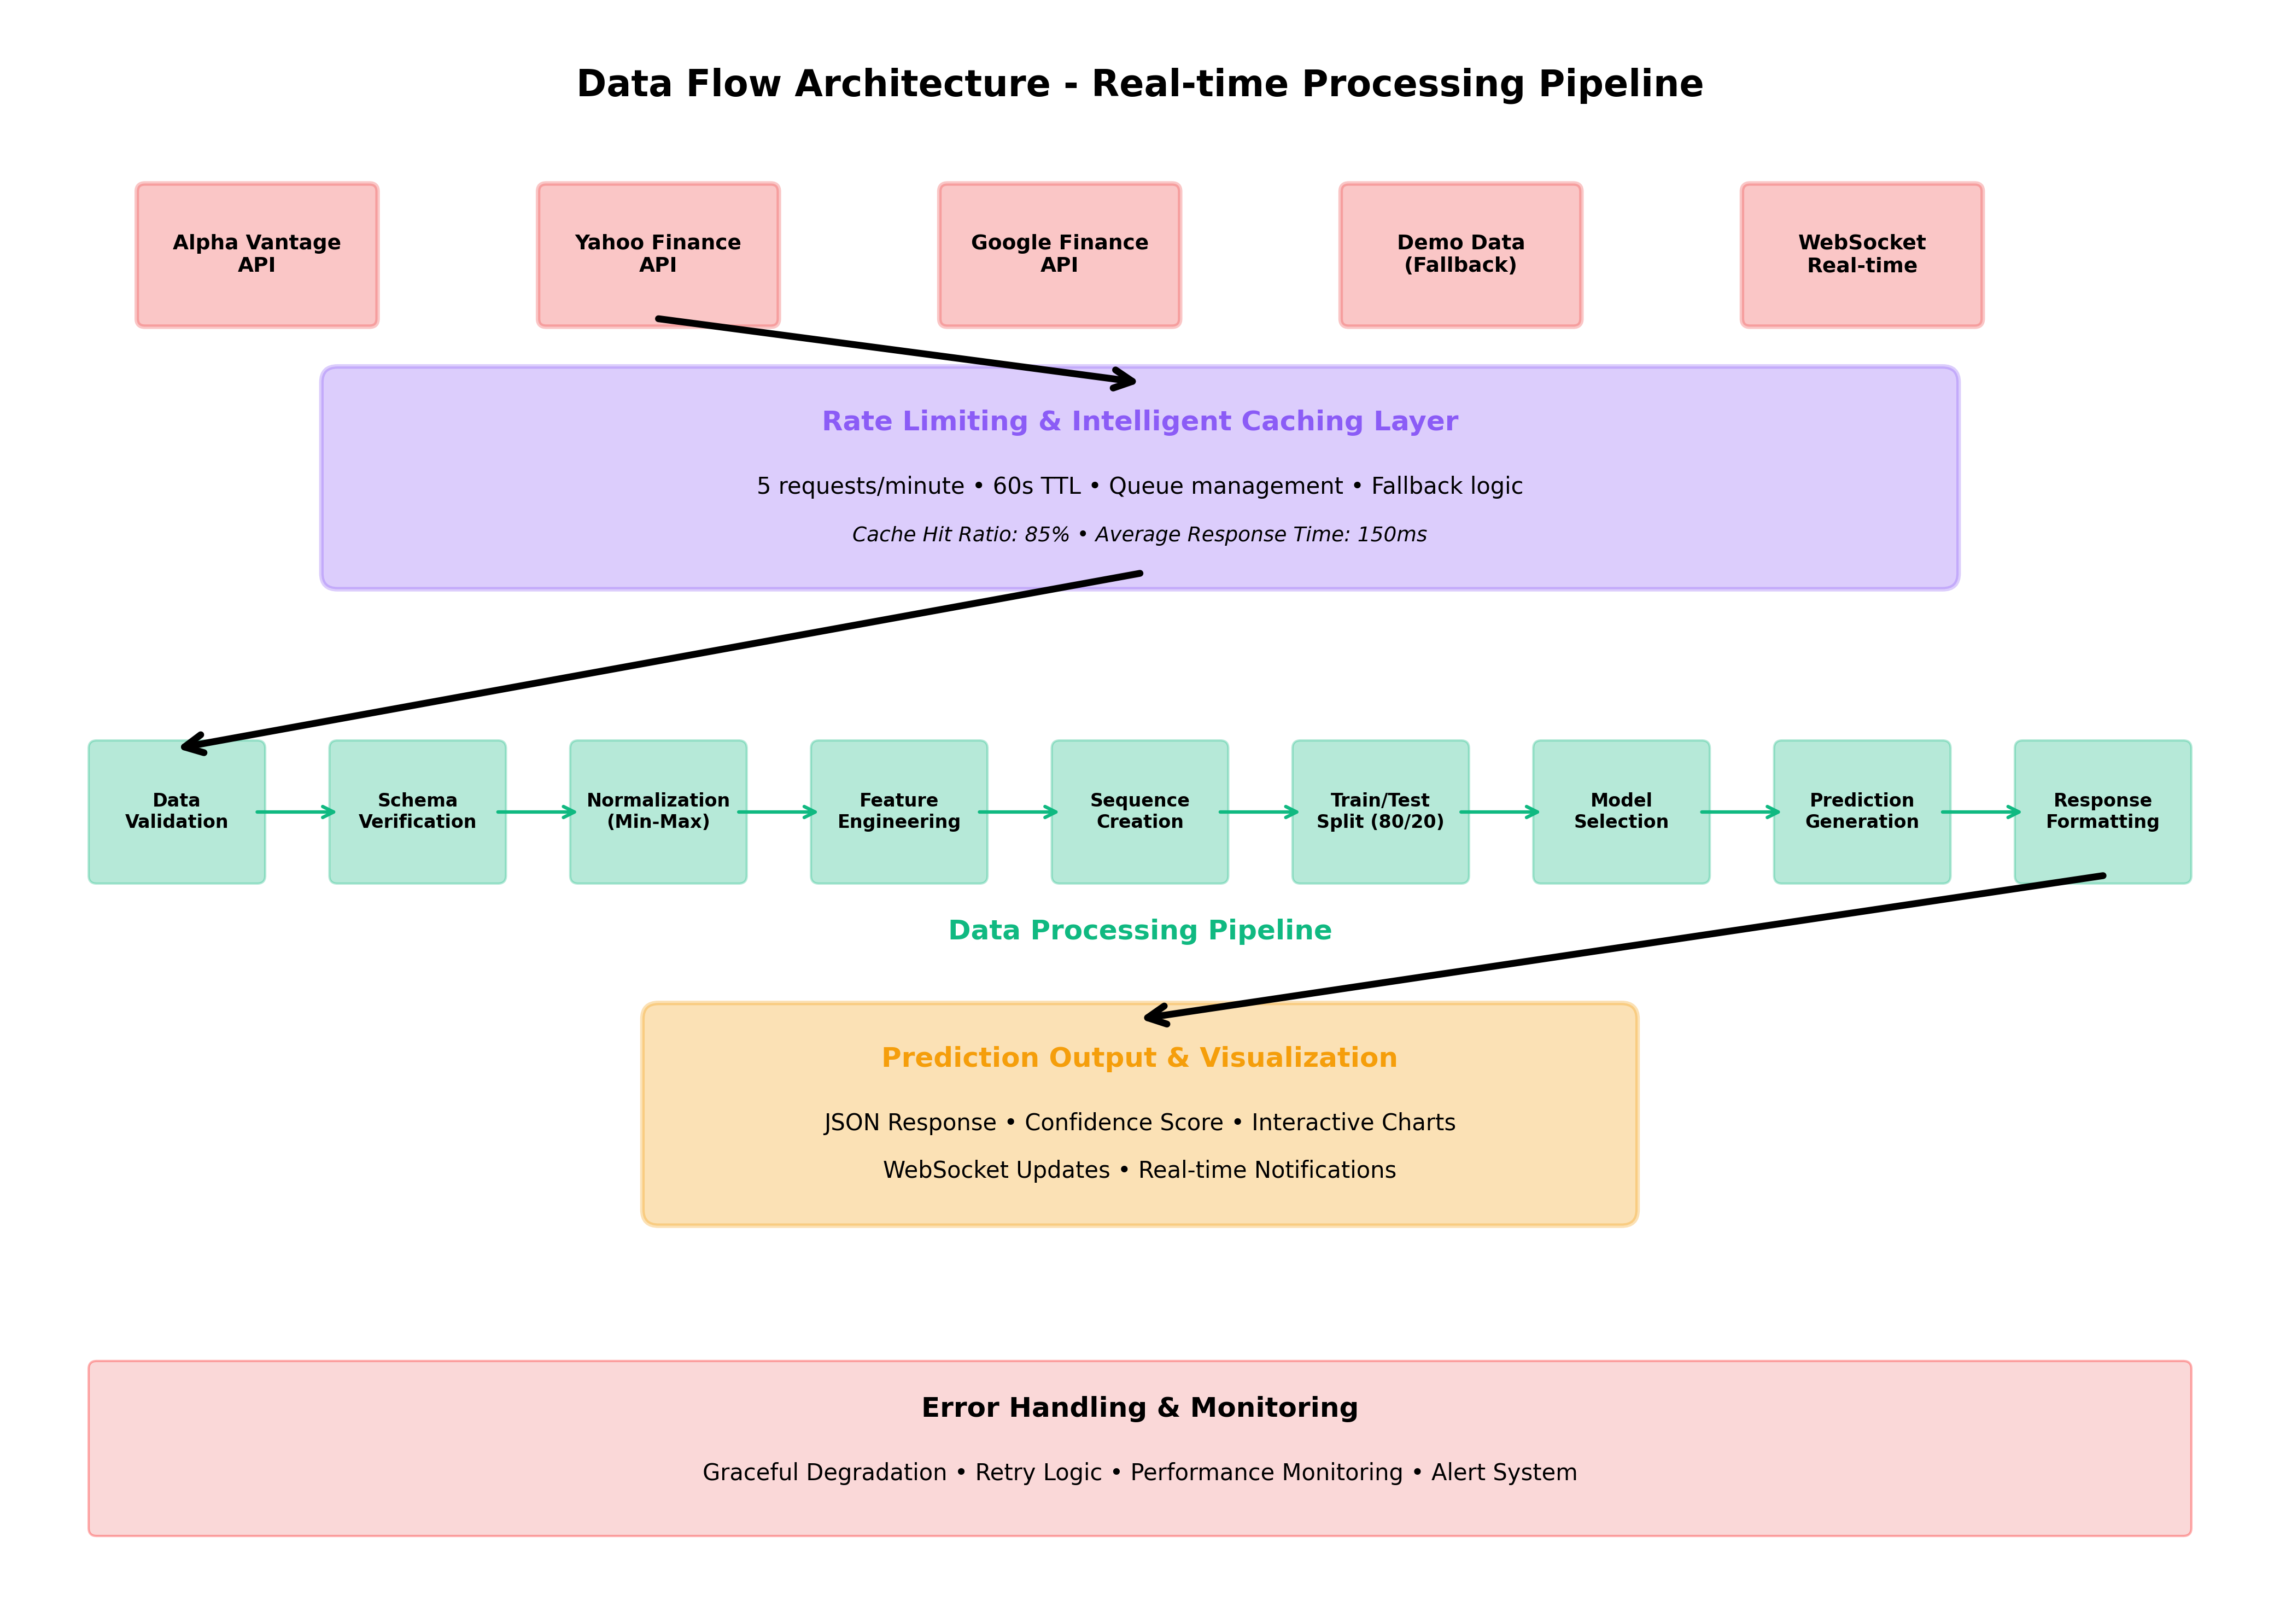 Data Flow Architecture - Real-time Processing Pipeline
Alpha Vantage
API
Yahoo Finance
API
Google Finance
API
Demo Data
(Fallback)
WebSocket
Real-time
Rate Limiting & Intelligent Caching Layer
5 requests/minute • 60s TTL • Queue management • Fallback logic
Cache Hit Ratio: 85% • Average Response Time: 150ms
Data
Validation
Schema
Verification
Normalization
(Min-Max)
Feature
Engineering
Sequence
Creation
Train/Test
Split (80/20)
Model
Selection
Prediction
Generation
Response
Formatting
Data Processing Pipeline
Prediction Output & Visualization
JSON Response • Confidence Score • Interactive Charts
WebSocket Updates • Real-time Notifications
Error Handling & Monitoring
Graceful Degradation • Retry Logic • Performance Monitoring • Alert System